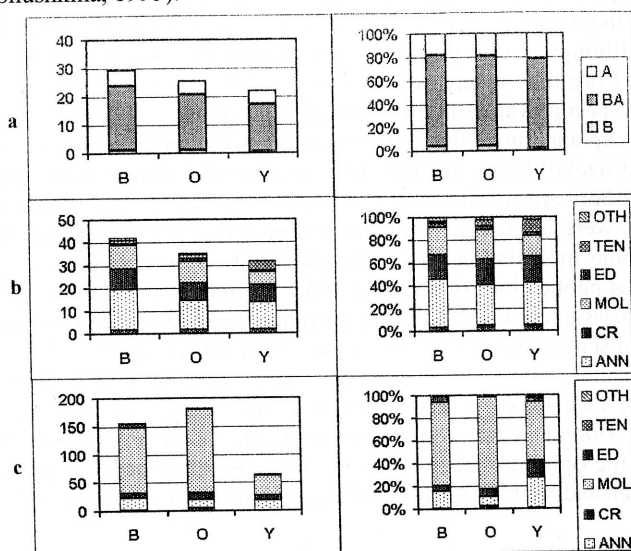 a
40
30
20
10
0
B O Y
100%
80%
60%
40%
20%
0%
B O Y
A
BA
B
b
50
40
30
20
10
0
B O Y
100%
80%
60%
40%
20%
0%
B O Y
OTH
TEN
ED
MOL
CR
ANN
c
200
150
100
50
0
B O Y
100%
80%
60%
40%
20%
0%
B O Y
OTH
TEN
ED
MOL
CR
ANN